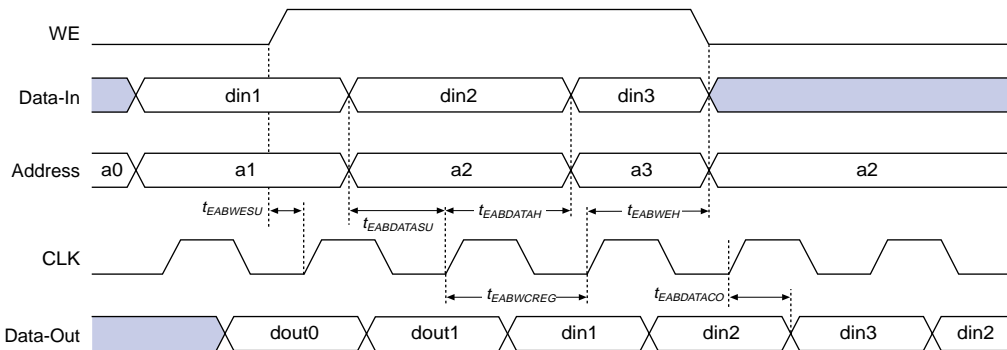 WE
Data-In din1 din2 din3
Address a0 a1 a2 a3 a2
tEABWESU tEABDATASU tEABDATAH tEABWEH
CLK
tEABWCREG tEABDATACO
Data-Out dout0 dout1 din1 din2 din3 din2